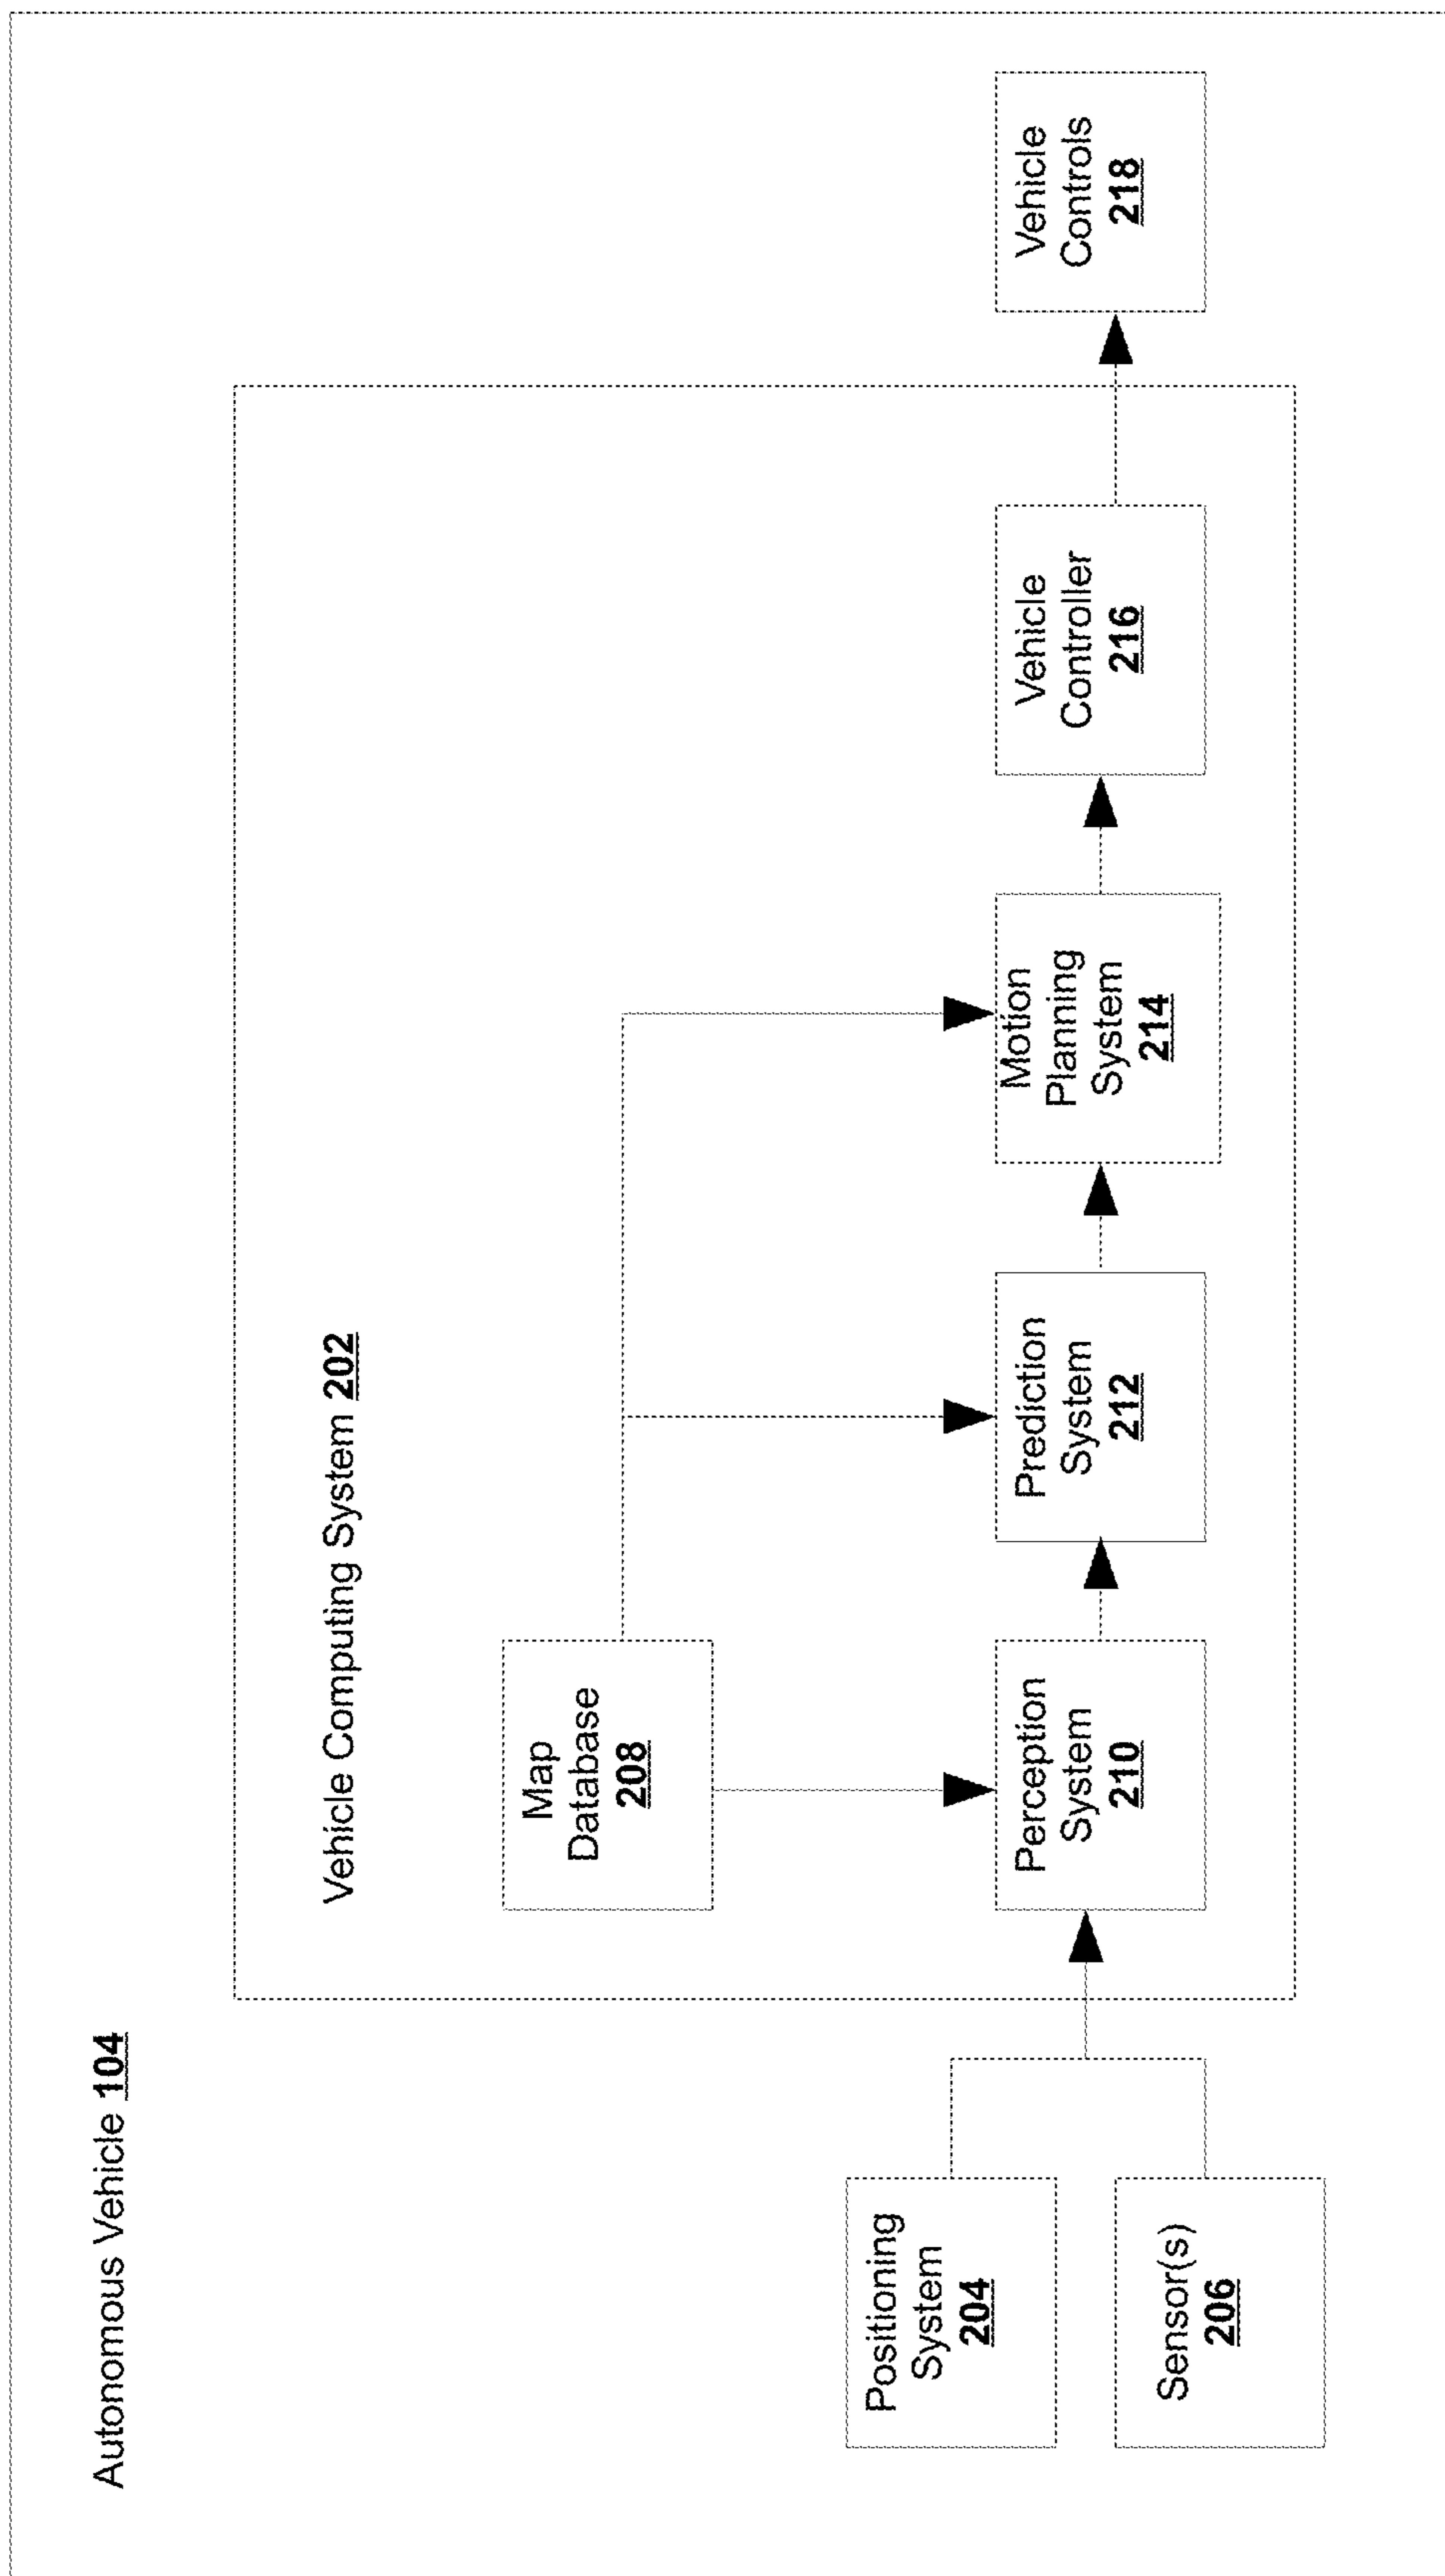 Autonomous Vehicle 104
Vehicle Computing System 202
Map
Database
208
Positioning
System
204
Sensor(s)
206
Perception
System
210
Prediction
System
212
Motion
Planning
System
214
Vehicle
Controller
216
Vehicle
Controls
218